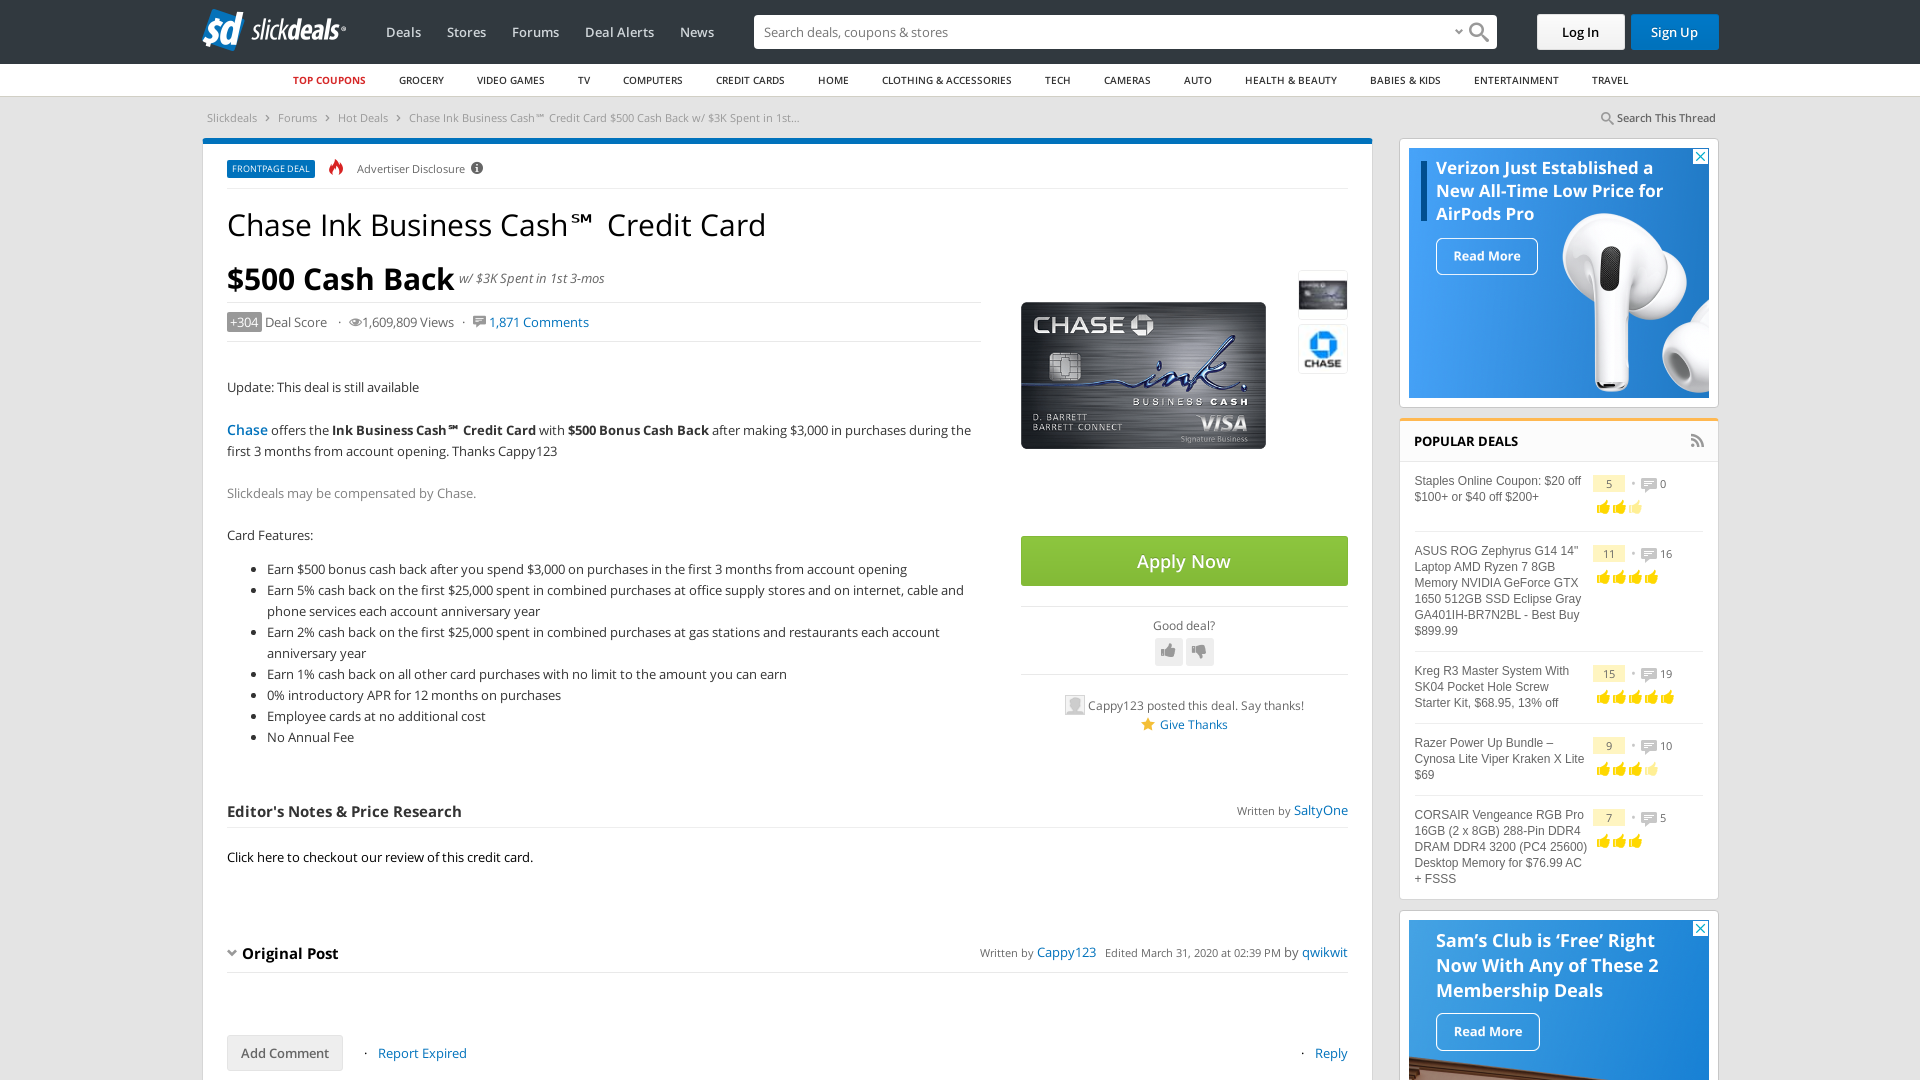 sd slickdeals
Deals
Stores
Forums
Deal Alerts
News
Search deals, coupons & stores
Log In
Sign Up
TOP COUPONS
GROCERY
VIDEO GAMES
TV
COMPUTERS
CREDIT CARDS
HOME
CLOTHING & ACCESSORIES
TECH
CAMERAS
AUTO
HEALTH & BEAUTY
BABIES & KIDS
ENTERTAINMENT
TRAVEL
Slickdeals › Forums › Hot Deals › Chase Ink Business Cash℠ Credit Card $500 Cash Back w/ $3K Spent in 1st...
Search This Thread
FRONTPAGE DEAL
Advertiser Disclosure
Chase Ink Business Cash℠ Credit Card
$500 Cash Back w/ $3K Spent in 1st 3-mos
+304 Deal Score · 1,609,809 Views · 1,871 Comments
Update: This deal is still available
Chase offers the Ink Business Cash℠ Credit Card with $500 Bonus Cash Back after making $3,000 in purchases during the
first 3 months from account opening. Thanks Cappy123
Slickdeals may be compensated by Chase.
Card Features:
• Earn $500 bonus cash back after you spend $3,000 on purchases in the first 3 months from account opening
• Earn 5% cash back on the first $25,000 spent in combined purchases at office supply stores and on internet, cable and
phone services each account anniversary year
• Earn 2% cash back on the first $25,000 spent in combined purchases at gas stations and restaurants each account
anniversary year
• Earn 1% cash back on all other card purchases with no limit to the amount you can earn
• 0% introductory APR for 12 months on purchases
• Employee cards at no additional cost
• No Annual Fee
CHASE
ink.
BUSINESS CASH
D. BARRETT
BARRETT CONNECT
VISA
Signature Business
CHASE
Apply Now
Good deal?
Cappy123 posted this deal. Say thanks!
Give Thanks
Editor's Notes & Price Research
Written by SaltyOne
Click here to checkout our review of this credit card.
Original Post
Written by Cappy123 Edited March 31, 2020 at 02:39 PM by qwikwit
Add Comment
· Report Expired
· Reply
Verizon Just Established a
New All-Time Low Price for
AirPods Pro
Read More
POPULAR DEALS
Staples Online Coupon: $20 off
$100+ or $40 off $200+
5 • 0
ASUS ROG Zephyrus G14 14"
Laptop AMD Ryzen 7 8GB
Memory NVIDIA GeForce GTX
1650 512GB SSD Eclipse Gray
GA401IH-BR7N2BL - Best Buy
$899.99
11 • 16
Kreg R3 Master System With
SK04 Pocket Hole Screw
Starter Kit, $68.95, 13% off
15 • 19
Razer Power Up Bundle –
Cynosa Lite Viper Kraken X Lite
$69
9 • 10
CORSAIR Vengeance RGB Pro
16GB (2 x 8GB) 288-Pin DDR4
DRAM DDR4 3200 (PC4 25600)
Desktop Memory for $76.99 AC
+ FSSS
7 • 5
Sam's Club is ‘Free’ Right
Now With Any of These 2
Membership Deals
Read More